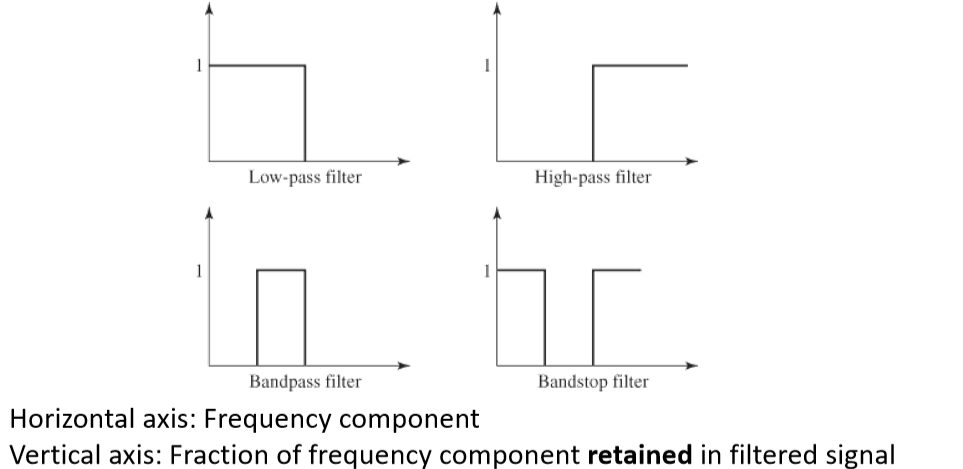 1
Low-pass filter
1
High-pass filter
1
Bandpass filter
1
Bandstop filter
Horizontal axis: Frequency component
Vertical axis: Fraction of frequency component retained in filtered signal